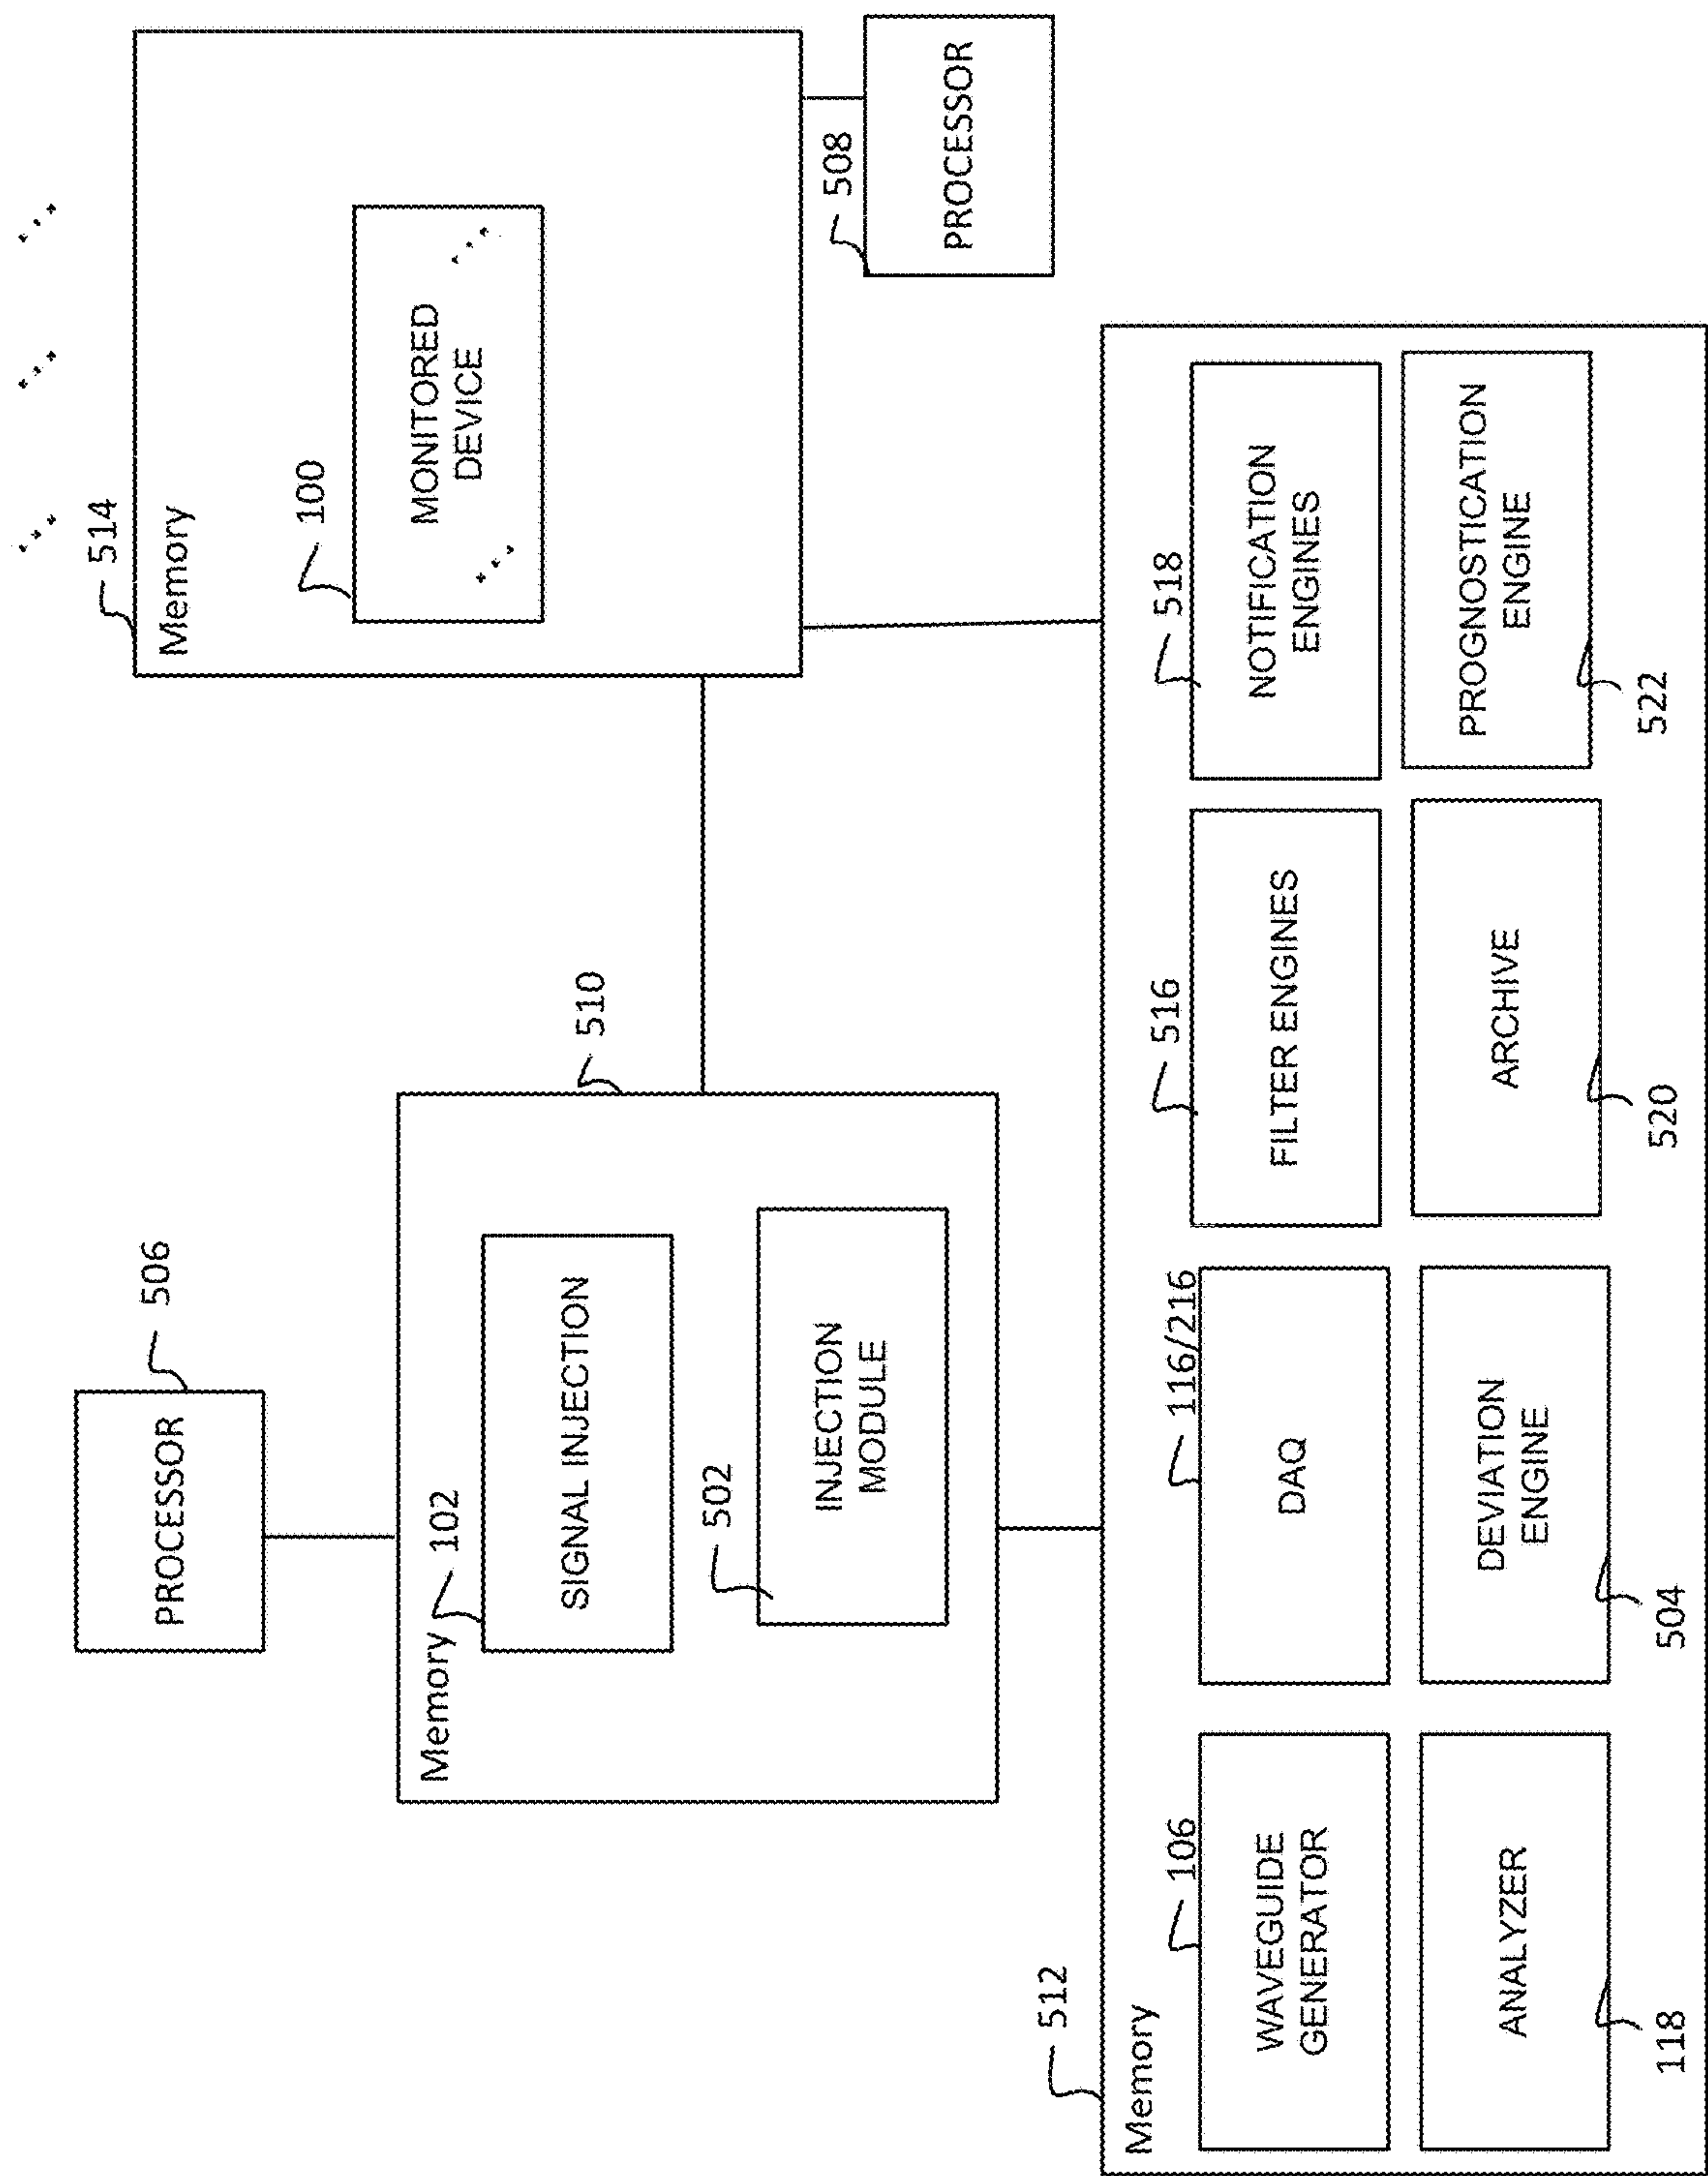 506
PROCESSOR
510
Memory
102
SIGNAL INJECTION
502
INJECTION
MODULE
514
Memory
100
MONITORED
DEVICE
508
PROCESSOR
512
Memory
106
WAVEGUIDE
GENERATOR
116/216
DAQ
516
FILTER ENGINES
518
NOTIFICATION
ENGINES
ANALYZER
118
DEVIATION
ENGINE
504
ARCHIVE
520
PROGNOSTICATION
ENGINE
522